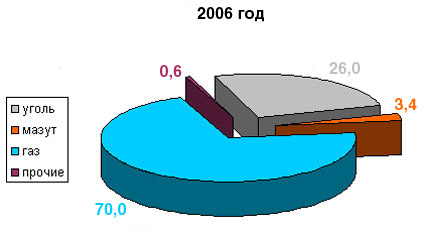 2006 год
0,6
26,0
3,4
уголь
мазут
газ
прочие
70,0